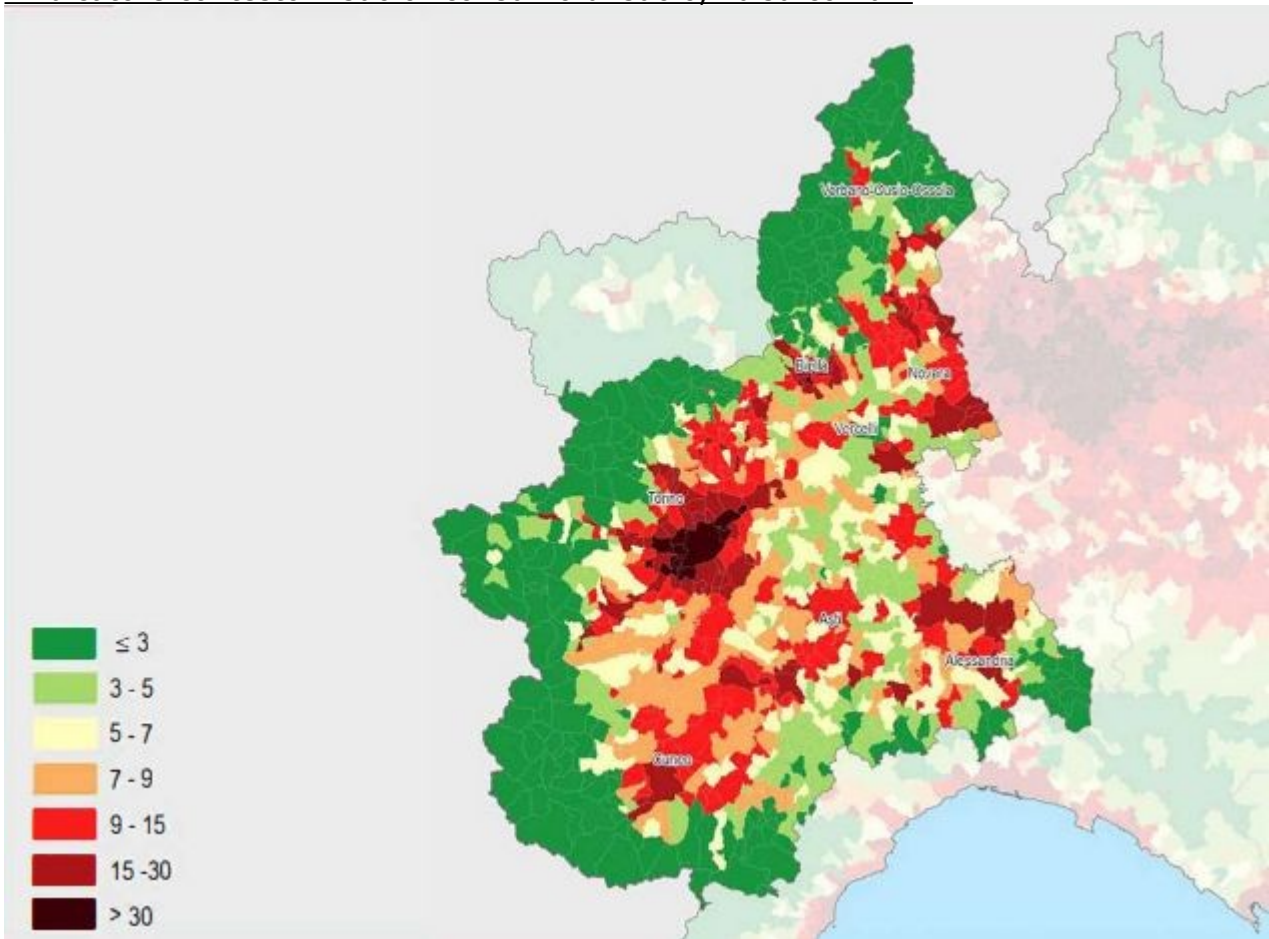 Verbano-Cusio-Ossola
Biella
Novara
Vercelli
Torino
Asti
Alessandria
Cuneo
≤ 3
3 - 5
5 - 7
7 - 9
9 - 15
15 -30
> 30